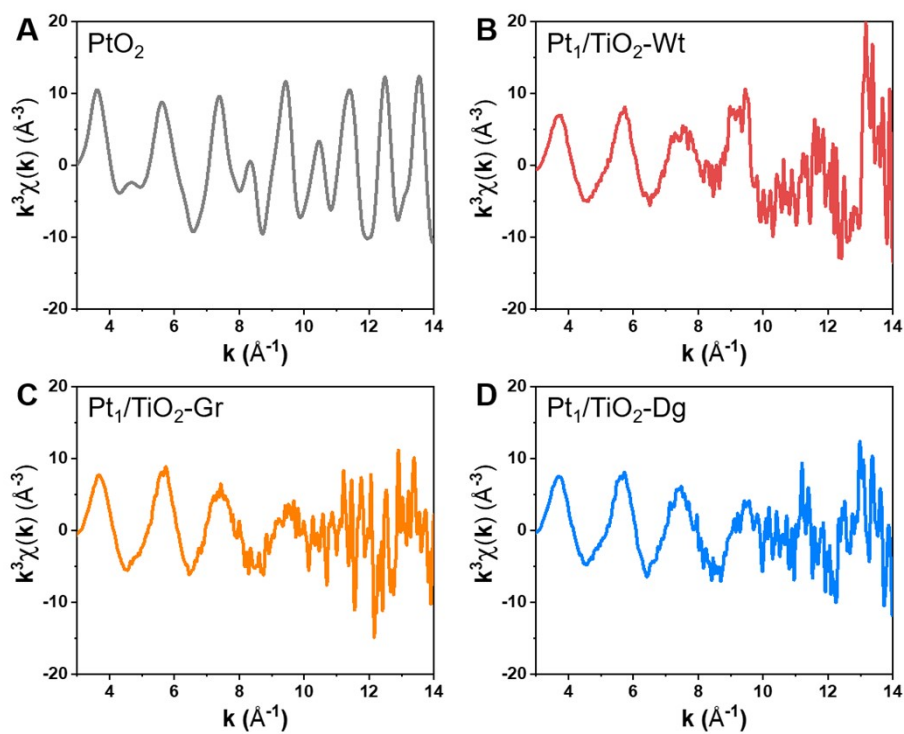 A
PtO₂
20
10
0
-10
-20
k³χ(k) (Å⁻³)
4 6 8 10 12 14
k (Å⁻¹)
B
Pt₁/TiO₂-Wt
20
10
0
-10
-20
k³χ(k) (Å⁻³)
4 6 8 10 12 14
k (Å⁻¹)
C
Pt₁/TiO₂-Gr
20
10
0
-10
-20
k³χ(k) (Å⁻³)
4 6 8 10 12 14
k (Å⁻¹)
D
Pt₁/TiO₂-Dg
20
10
0
-10
-20
k³χ(k) (Å⁻³)
4 6 8 10 12 14
k (Å⁻¹)